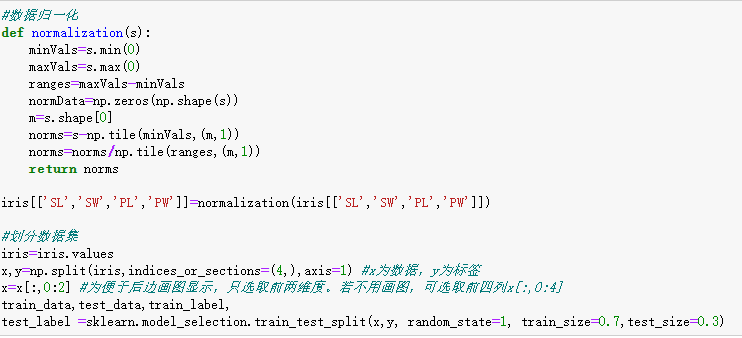 #数据归一化
def normalization(s):
    minVals=s.min(0)
    maxVals=s.max(0)
    ranges=maxVals-minVals
    normData=np.zeros(np.shape(s))
    m=s.shape[0]
    norms=s-np.tile(minVals,(m,1))
    norms=norms/np.tile(ranges,(m,1))
    return norms
iris[['SL','SW','PL','PW']]=normalization(iris[['SL','SW','PL','PW']])
#划分数据集
iris=iris.values
x,y=np.split(iris,indices_or_sections=(4,),axis=1) #x为数据，y为标签
x=x[:,0:2] #为便于后边画图显示，只选取前两维度。若不用画图，可选取前四列x[:,0:4]
train_data,test_data,train_label,
test_label =sklearn.model_selection.train_test_split(x,y, random_state=1, train_size=0.7,test_size=0.3)